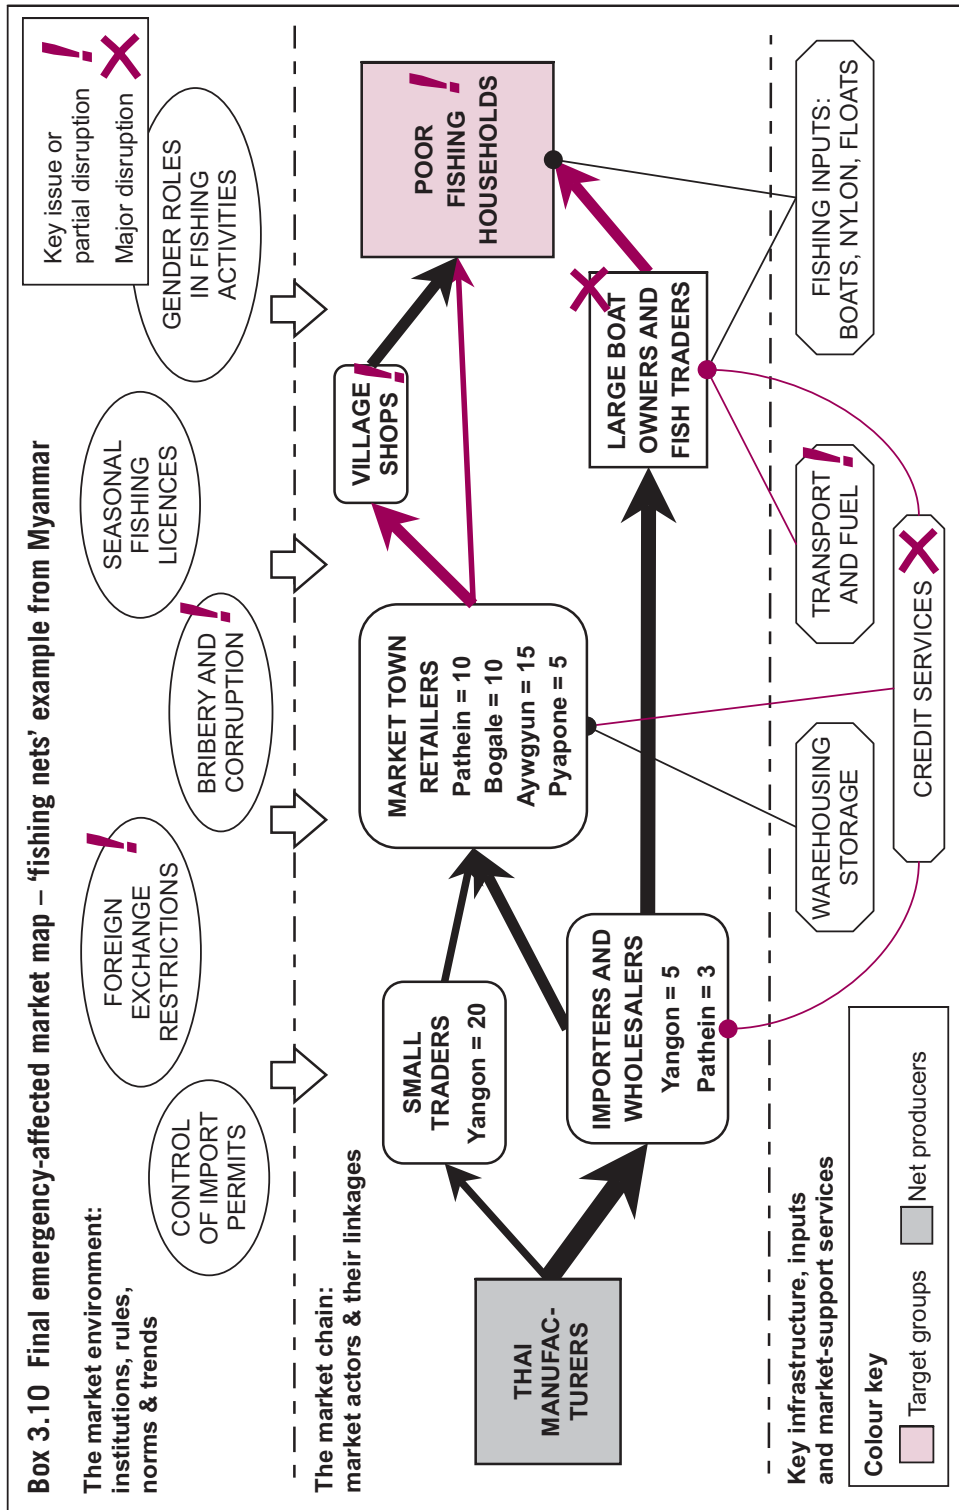 Box 3.10 Final emergency-affected market map – ‘fishing nets’ example from Myanmar
The market environment:
institutions, rules,
norms & trends
CONTROL
OF IMPORT
PERMITS
FOREIGN
EXCHANGE
RESTRICTIONS
!
BRIBERY AND
CORRUPTION
!
SEASONAL
FISHING
LICENCES
GENDER ROLES
IN FISHING
ACTIVITIES
Key issue or
partial disruption
!
Major disruption
The market chain:
market actors & their linkages
THAI
MANUFAC-
TURERS
SMALL
TRADERS
Yangon = 20
IMPORTERS AND
WHOLESALERS
Yangon = 5
Pathein = 3
MARKET TOWN
RETAILERS
Pathein = 10
Bogale = 10
Aywgyun = 15
Pyapone = 5
VILLAGE
SHOPS
!
LARGE BOAT
OWNERS AND
FISH TRADERS
POOR
FISHING
HOUSEHOLDS
!
Key infrastructure, inputs
and market-support services
WAREHOUSING
STORAGE
TRANSPORT
AND FUEL
!
FISHING INPUTS:
BOATS, NYLON, FLOATS
CREDIT SERVICES
Colour key
Target groups
Net producers